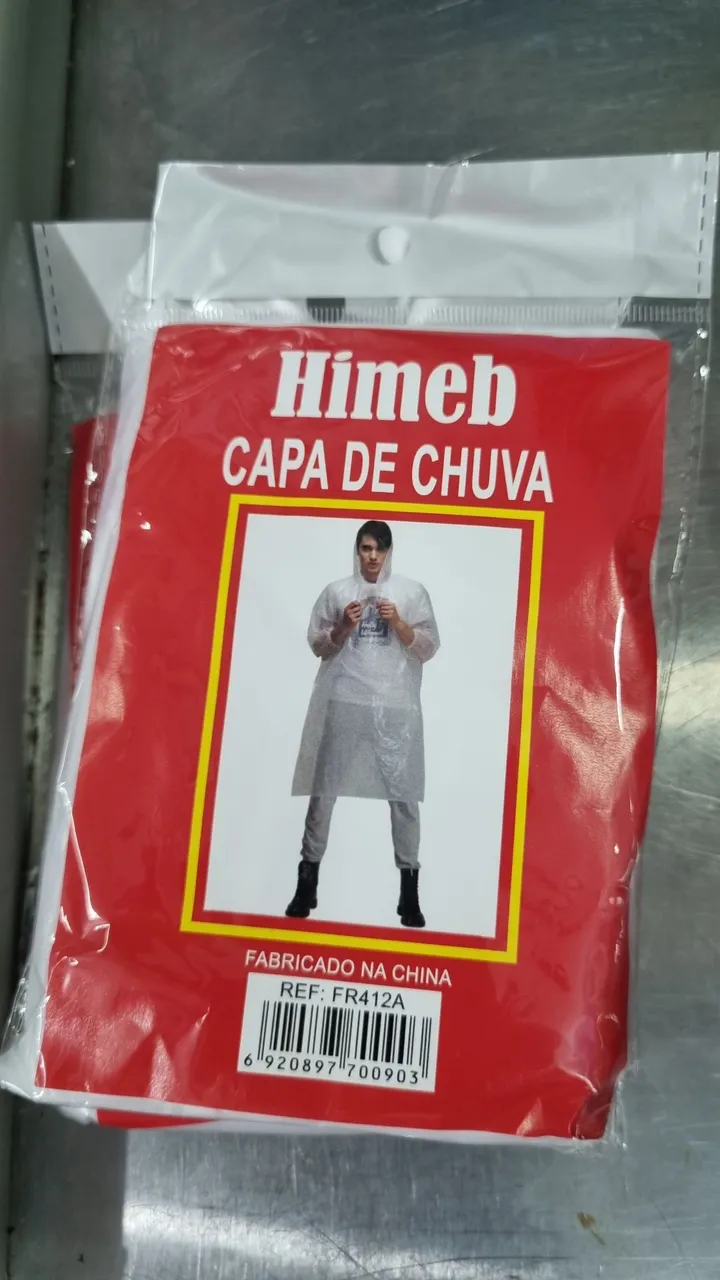 Himeb
CAPA DE CHUVA
FABRICADO NA CHINA
REF: FR412A
6 920897 700903